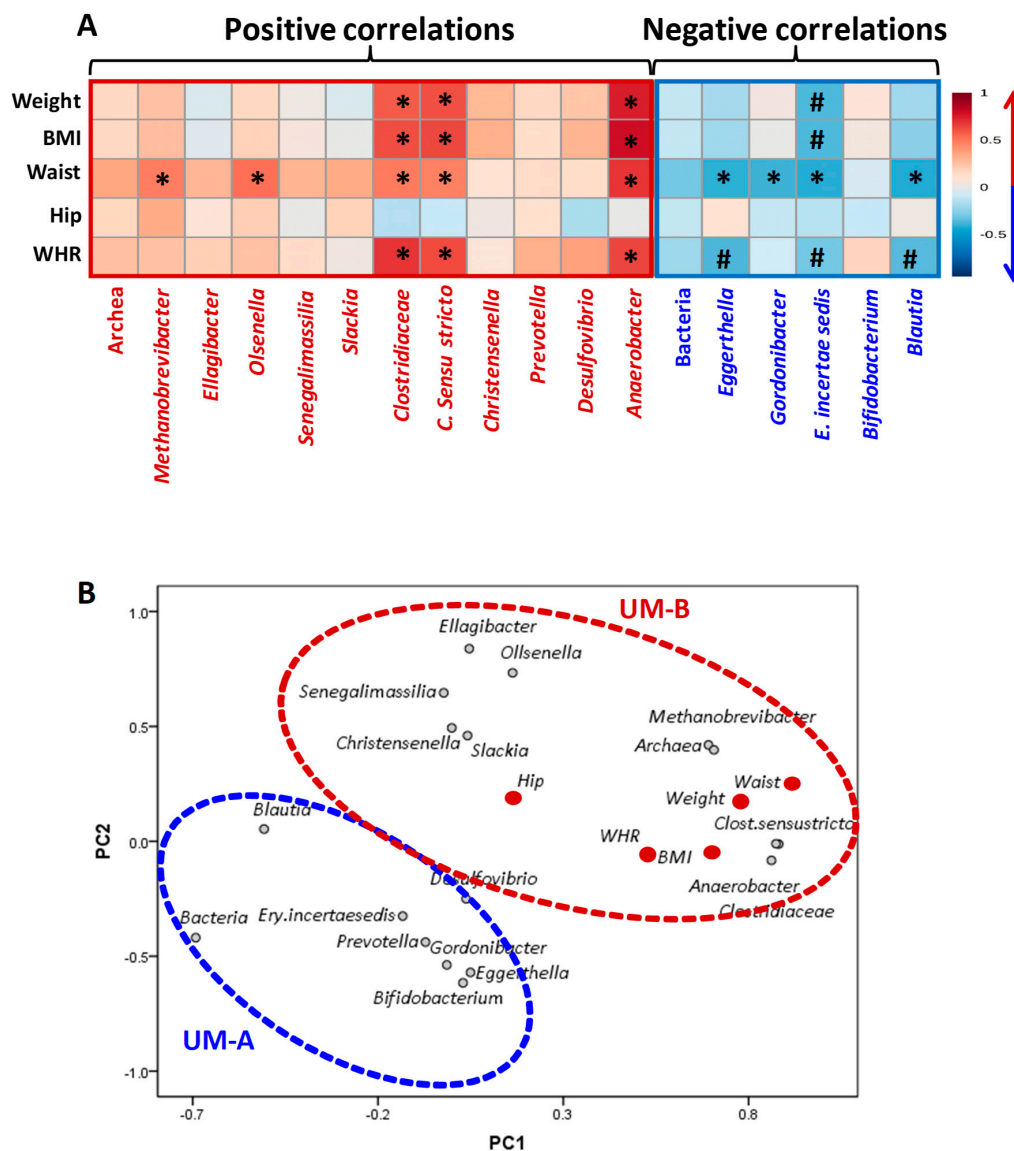 A
Positive correlations
Negative correlations
Weight * * * #
BMI * * * #
Waist * * * * * * * * *
Hip
WHR * * * # # #
1
0.5
0
-0.5
Archea
Methanobrevibacter
Ellagibacter
Olsenella
Senegalimassilia
Slackia
Clostridiaceae
C. Sensu stricto
Christensenella
Prevotella
Desulfovibrio
Anaerobacter
Bacteria
Eggerthella
Gordonibacter
E. incertae sedis
Bifidobacterium
Blautia
B
UM-B
Ellagibacter
Ollsenella
Senegalimassilia
Methanobrevibacter
Christensenella
Slackia
Archaea
Hip
Waist
Weight
Blautia
Clost.sensustricto
WHR
BMI
Desulfovibrio
Anaerobacter
Clostridiaceae
Bacteria
Ery.incertaesedis
Prevotella
Gordonibacter
Eggerthella
Bifidobacterium
UM-A
1.0
0.5
0.0
-0.5
-1.0
PC2
-0.7 -0.2 0.3 0.8
PC1